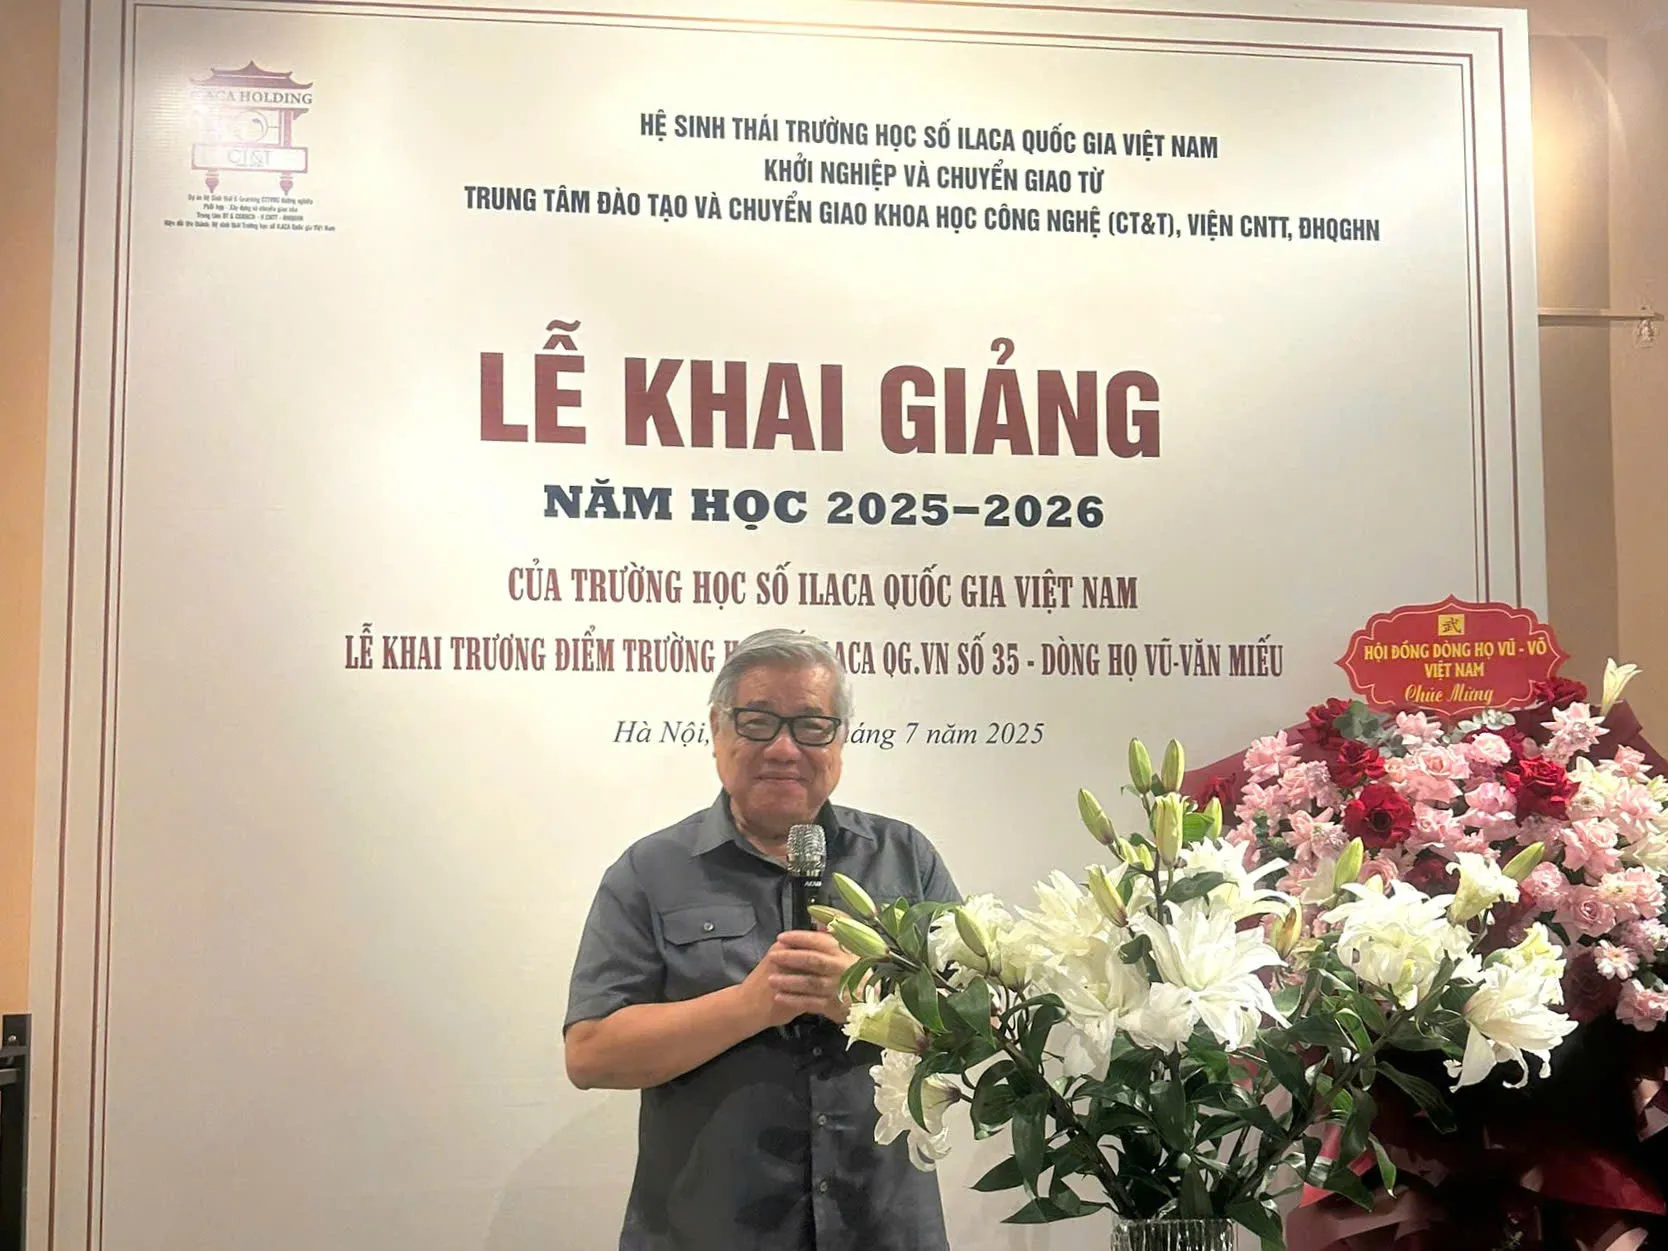 ILACA HOLDING
CT&T
HỆ SINH THÁI TRƯỜNG HỌC SỐ ILACA QUỐC GIA VIỆT NAM
KHỞI NGHIỆP VÀ CHUYỂN GIAO TỪ
TRUNG TÂM ĐÀO TẠO VÀ CHUYỂN GIAO KHOA HỌC CÔNG NGHỆ (CT&T), VIỆN CNTT, ĐHQGHN
LỄ KHAI GIẢNG
NĂM HỌC 2025-2026
CỦA TRƯỜNG HỌC SỐ ILACA QUỐC GIA VIỆT NAM
LỄ KHAI TRƯƠNG ĐIỂM TRƯỜNG ACA QG.VN SỐ 35 - DÒNG HỌ VŨ-VĂN MIẾU
Hà Nội, áng 7 năm 2025
武
HỘI ĐỒNG DÒNG HỌ VŨ - VÕ
VIỆT NAM
Chúc Mừng